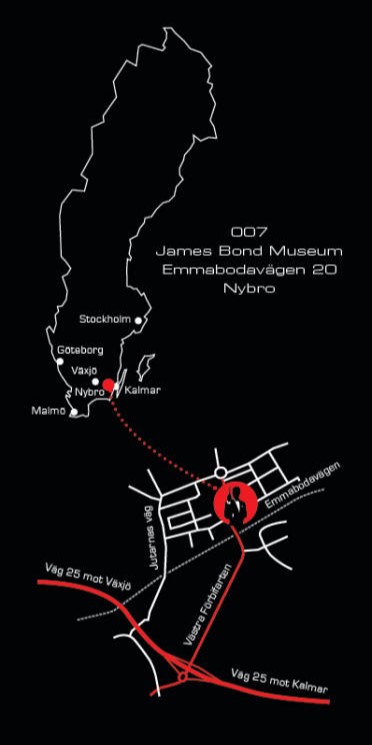 007
James Bond Museum
Emmabodavägen 20
Nybro
Stockholm
Göteborg
Växjö
Nybro
Kalmar
Malmö
Emmabodavägen
Jutarnas väg
Väg 25 mot Växjö
Västra Förbifarten
Väg 25 mot Kalmar